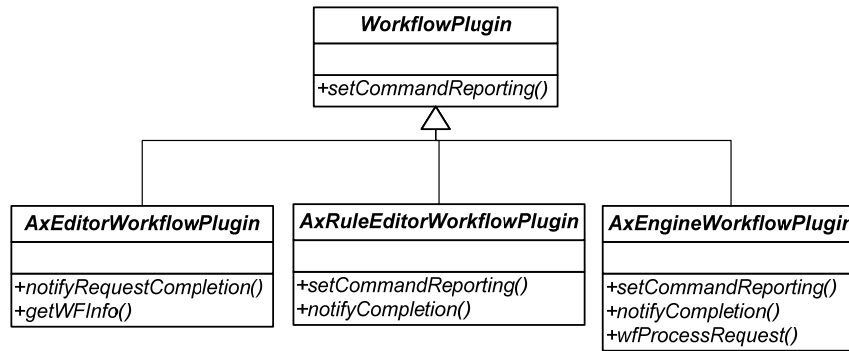 WorkflowPlugin
+setCommandReporting()
AxEditorWorkflowPlugin
+notifyRequestCompletion()
+getWFInfo()
AxRuleEditorWorkflowPlugin
+setCommandReporting()
+notifyCompletion()
AxEngineWorkflowPlugin
+setCommandReporting()
+notifyCompletion()
+wfProcessRequest()